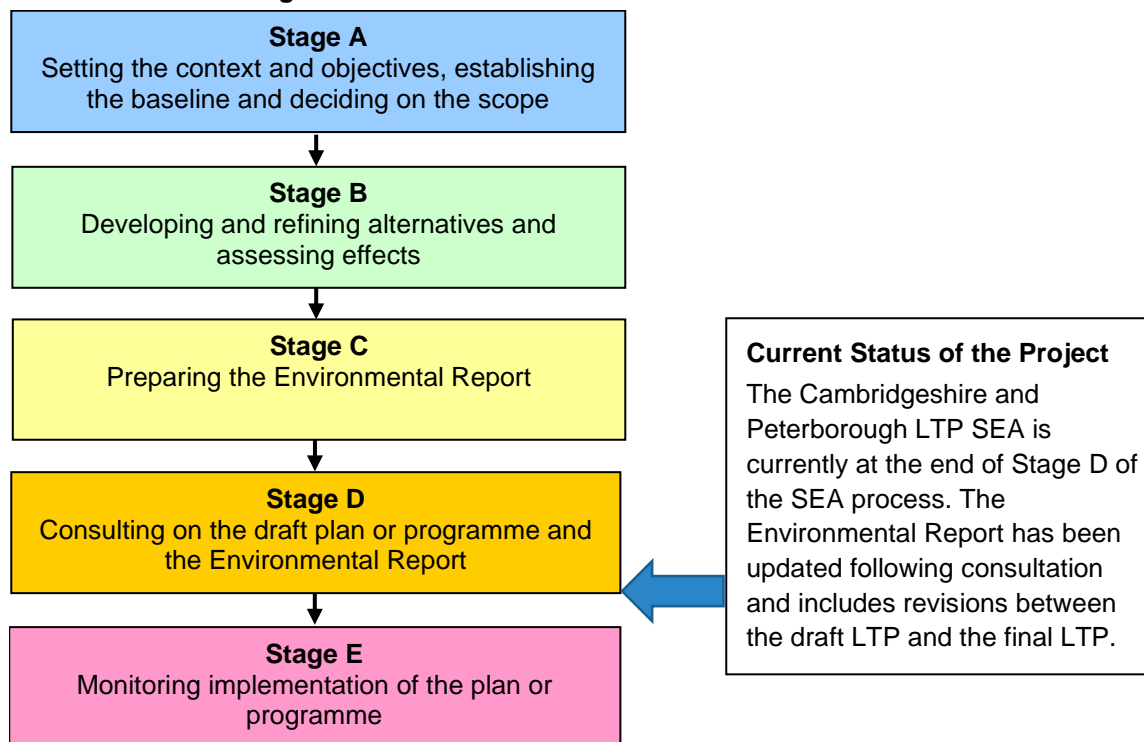 Stage A
Setting the context and objectives, establishing
the baseline and deciding on the scope
Stage B
Developing and refining alternatives and
assessing effects
Stage C
Preparing the Environmental Report
Stage D
Consulting on the draft plan or programme and
the Environmental Report
Stage E
Monitoring implementation of the plan or
programme
Current Status of the Project
The Cambridgeshire and
Peterborough LTP SEA is
currently at the end of Stage D of
the SEA process. The
Environmental Report has been
updated following consultation
and includes revisions between
the draft LTP and the final LTP.